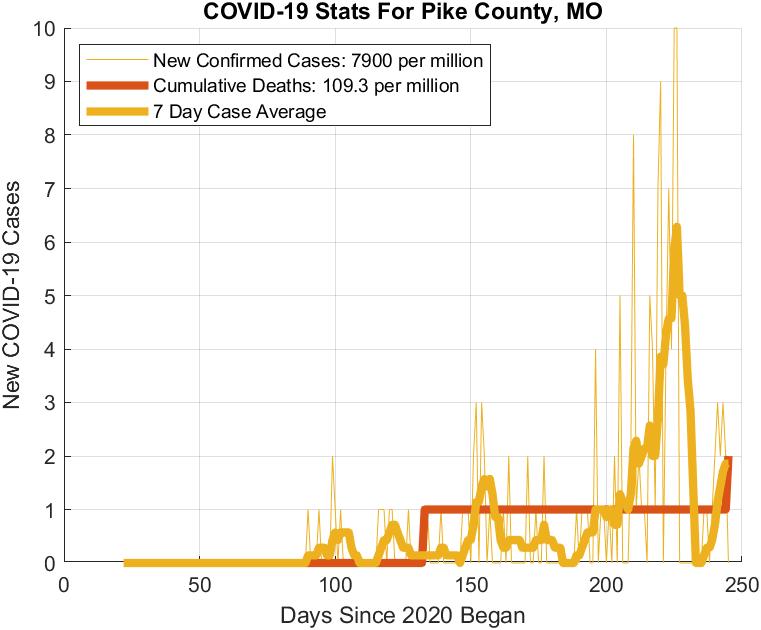 COVID-19 Stats For Pike County, MO
New Confirmed Cases: 7900 per million
Cumulative Deaths: 109.3 per million
7 Day Case Average
New COVID-19 Cases
10
9
8
7
6
5
4
3
2
1
0
0 50 100 150 200 250
Days Since 2020 Began